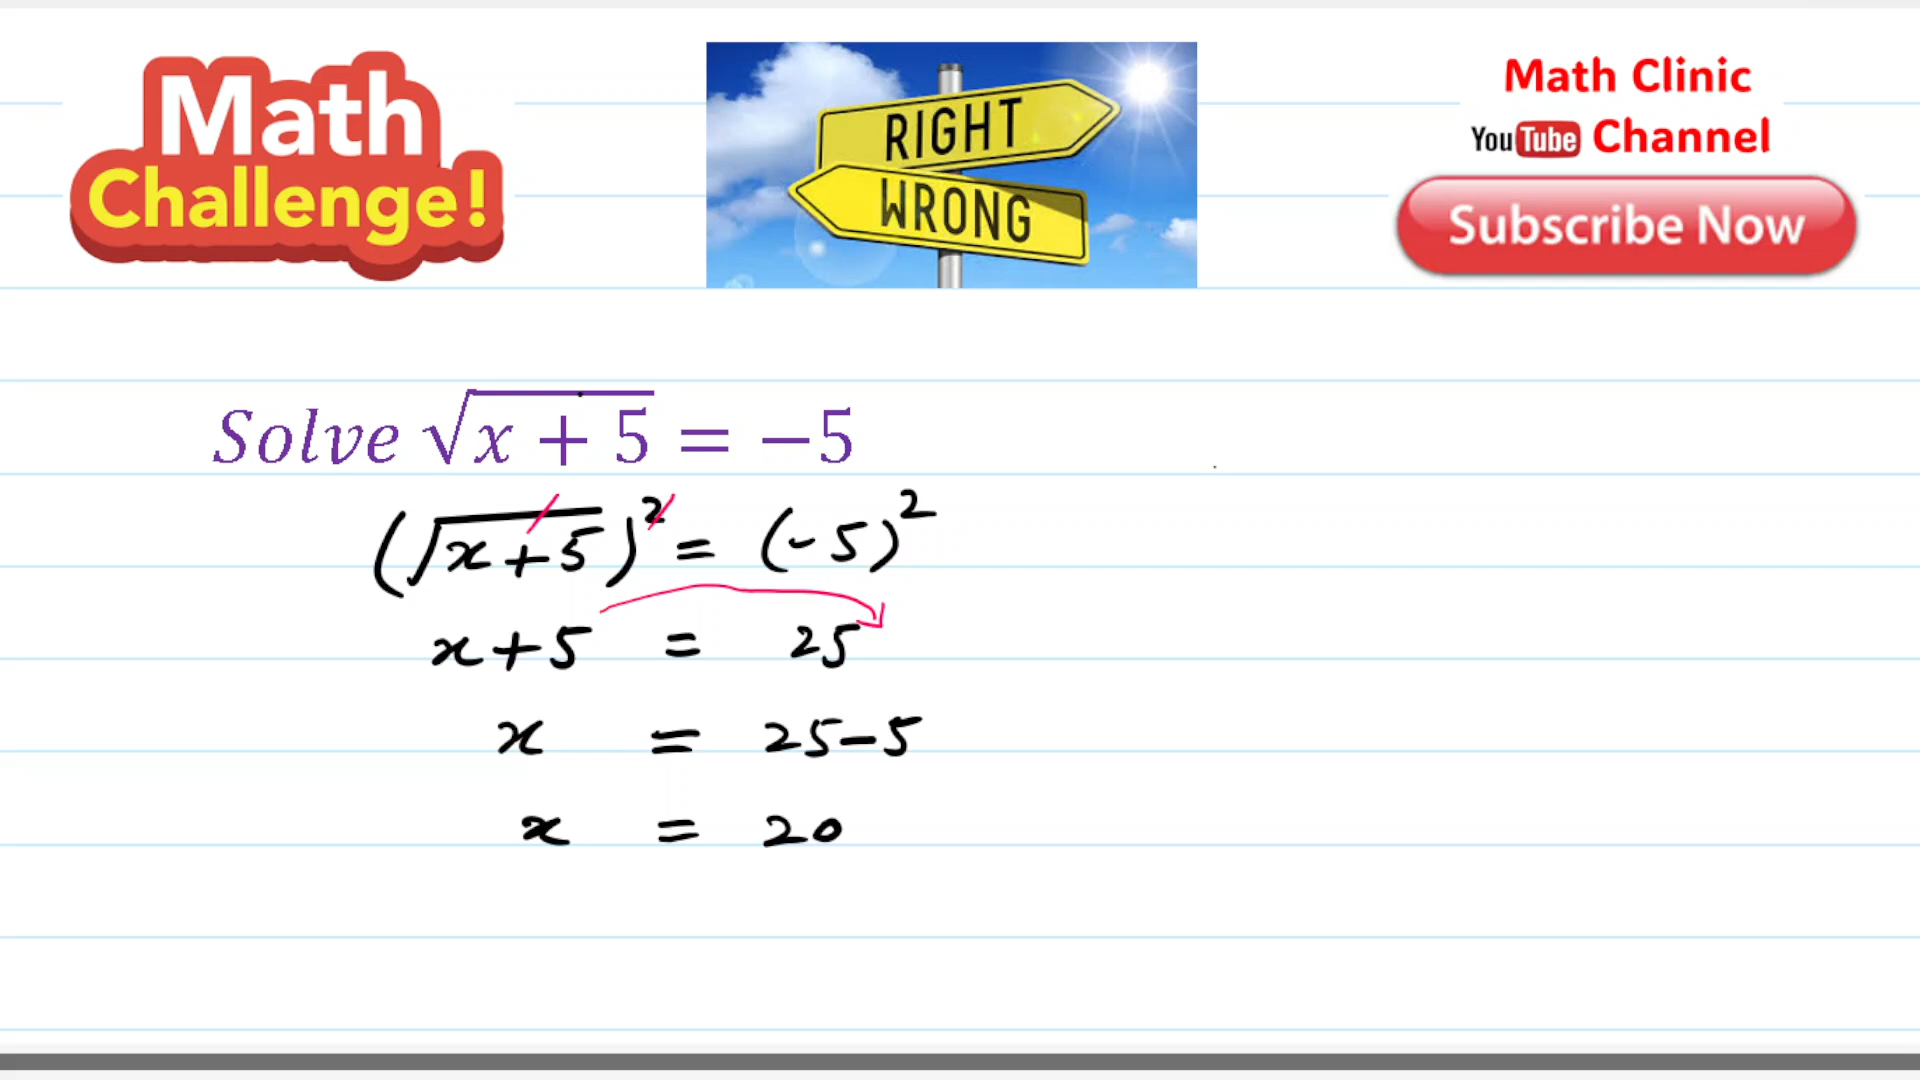 Math
Challenge!
RIGHT
WRONG
Math Clinic
YouTube Channel
Subscribe Now
Solve √(x + 5) = −5
(√(x+5))² = (-5)²
x+5 = 25
x = 25-5
x = 20